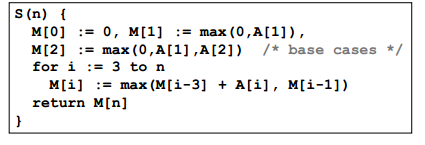 S(n) {
M[0] := 0, M[1] := max(0,A[1]),
M[2] := max(0,A[1],A[2]) /* base cases */
for i := 3 to n
M[i] := max(M[i-3] + A[i], M[i-1])
return M[n]
}